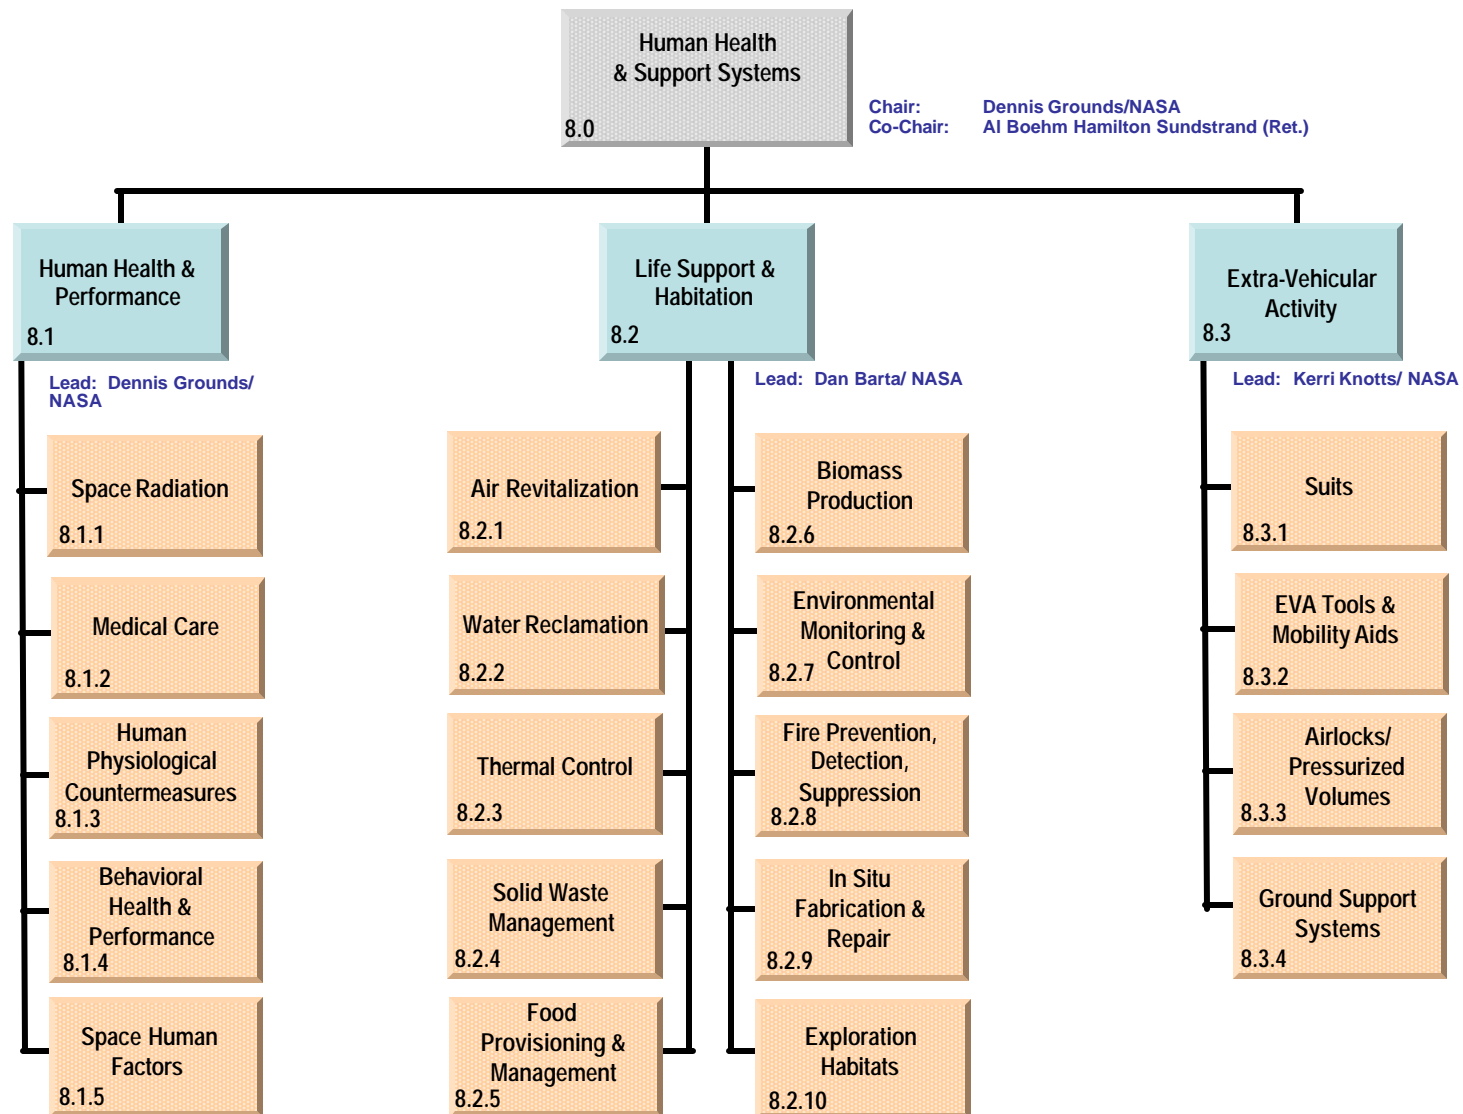 Human Health
& Support Systems
8.0
Chair: Dennis Grounds/NASA
Co-Chair: Al Boehm Hamilton Sundstrand (Ret.)
Human Health &
Performance
8.1
Lead: Dennis Grounds/
NASA
Space Radiation
8.1.1
Medical Care
8.1.2
Human
Physiological
Countermeasures
8.1.3
Behavioral
Health &
Performance
8.1.4
Space Human
Factors
8.1.5
Life Support &
Habitation
8.2
Lead: Dan Barta/ NASA
Air Revitalization
8.2.1
Water Reclamation
8.2.2
Thermal Control
8.2.3
Solid Waste
Management
8.2.4
Food
Provisioning &
Management
8.2.5
Biomass
Production
8.2.6
Environmental
Monitoring &
Control
8.2.7
Fire Prevention,
Detection,
Suppression
8.2.8
In Situ
Fabrication &
Repair
8.2.9
Exploration
Habitats
8.2.10
Extra-Vehicular
Activity
8.3
Lead: Kerri Knotts/ NASA
Suits
8.3.1
EVA Tools &
Mobility Aids
8.3.2
Airlocks/
Pressurized
Volumes
8.3.3
Ground Support
Systems
8.3.4